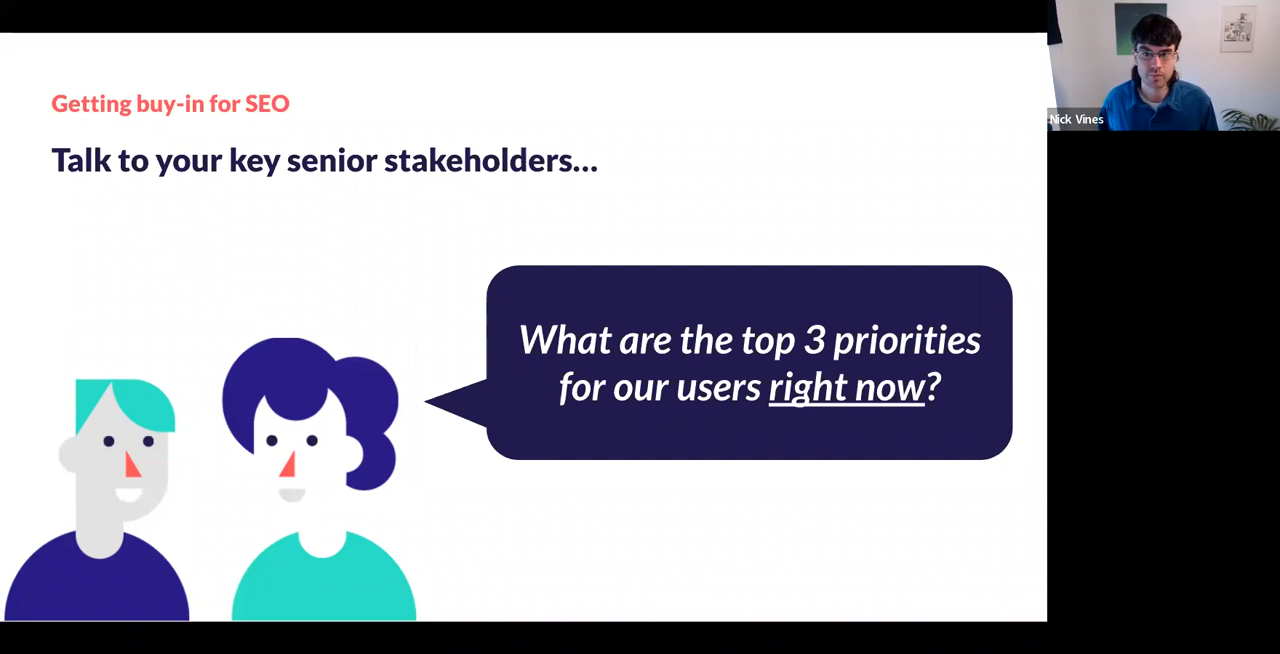 Getting buy-in for SEO
Talk to your key senior stakeholders...
What are the top 3 priorities
for our users right now?
Nick Vines